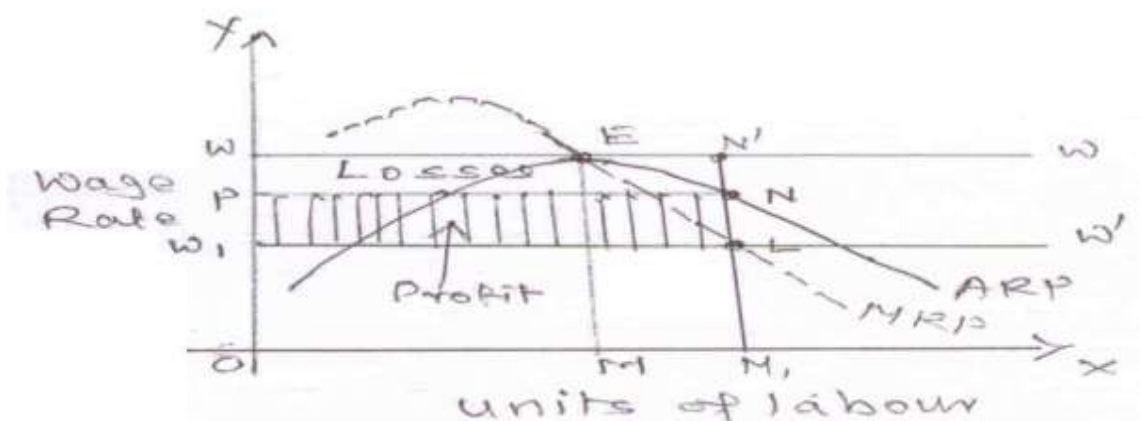 Y
E N'
W W
Losses
Wage P N
Rate
W1 L W'
Profit ARP
MRP
O M M1 X
units of labour